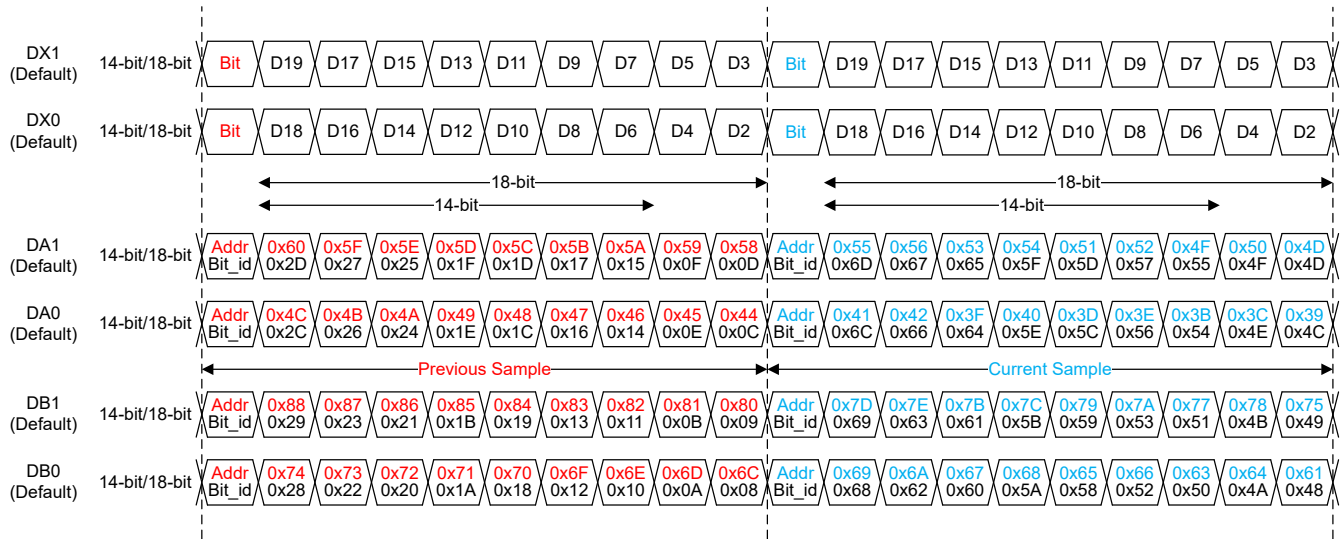 DX1
(Default)
14-bit/18-bit
Bit D19 D17 D15 D13 D11 D9 D7 D5 D3 Bit D19 D17 D15 D13 D11 D9 D7 D5 D3
DX0
(Default)
14-bit/18-bit
Bit D18 D16 D14 D12 D10 D8 D6 D4 D2 Bit D18 D16 D14 D12 D10 D8 D6 D4 D2
18-bit 18-bit
14-bit 14-bit
DA1
(Default)
14-bit/18-bit
Addr 0x60 0x5F 0x5E 0x5D 0x5C 0x5B 0x5A 0x59 0x58 Addr 0x55 0x56 0x53 0x54 0x51 0x52 0x4F 0x50 0x4D
Bit_id 0x2D 0x27 0x25 0x1F 0x1D 0x17 0x15 0x0F 0x0D Bit_id 0x6D 0x67 0x65 0x5F 0x5D 0x57 0x55 0x4F 0x4D
DA0
(Default)
14-bit/18-bit
Addr 0x4C 0x4B 0x4A 0x49 0x48 0x47 0x46 0x45 0x44 Addr 0x41 0x42 0x3F 0x40 0x3D 0x3E 0x3B 0x3C 0x39
Bit_id 0x2C 0x26 0x24 0x1E 0x1C 0x16 0x14 0x0E 0x0C Bit_id 0x6C 0x66 0x64 0x5E 0x5C 0x56 0x54 0x4E 0x4C
Previous Sample Current Sample
DB1
(Default)
14-bit/18-bit
Addr 0x88 0x87 0x86 0x85 0x84 0x83 0x82 0x81 0x80 Addr 0x7D 0x7E 0x7B 0x7C 0x79 0x7A 0x77 0x78 0x75
Bit_id 0x29 0x23 0x21 0x1B 0x19 0x13 0x11 0x0B 0x09 Bit_id 0x69 0x63 0x61 0x5B 0x59 0x53 0x51 0x4B 0x49
DB0
(Default)
14-bit/18-bit
Addr 0x74 0x73 0x72 0x71 0x70 0x6F 0x6E 0x6D 0x6C Addr 0x69 0x6A 0x67 0x68 0x65 0x66 0x63 0x64 0x61
Bit_id 0x28 0x22 0x20 0x1A 0x18 0x12 0x10 0x0A 0x08 Bit_id 0x68 0x62 0x60 0x5A 0x58 0x52 0x50 0x4A 0x48